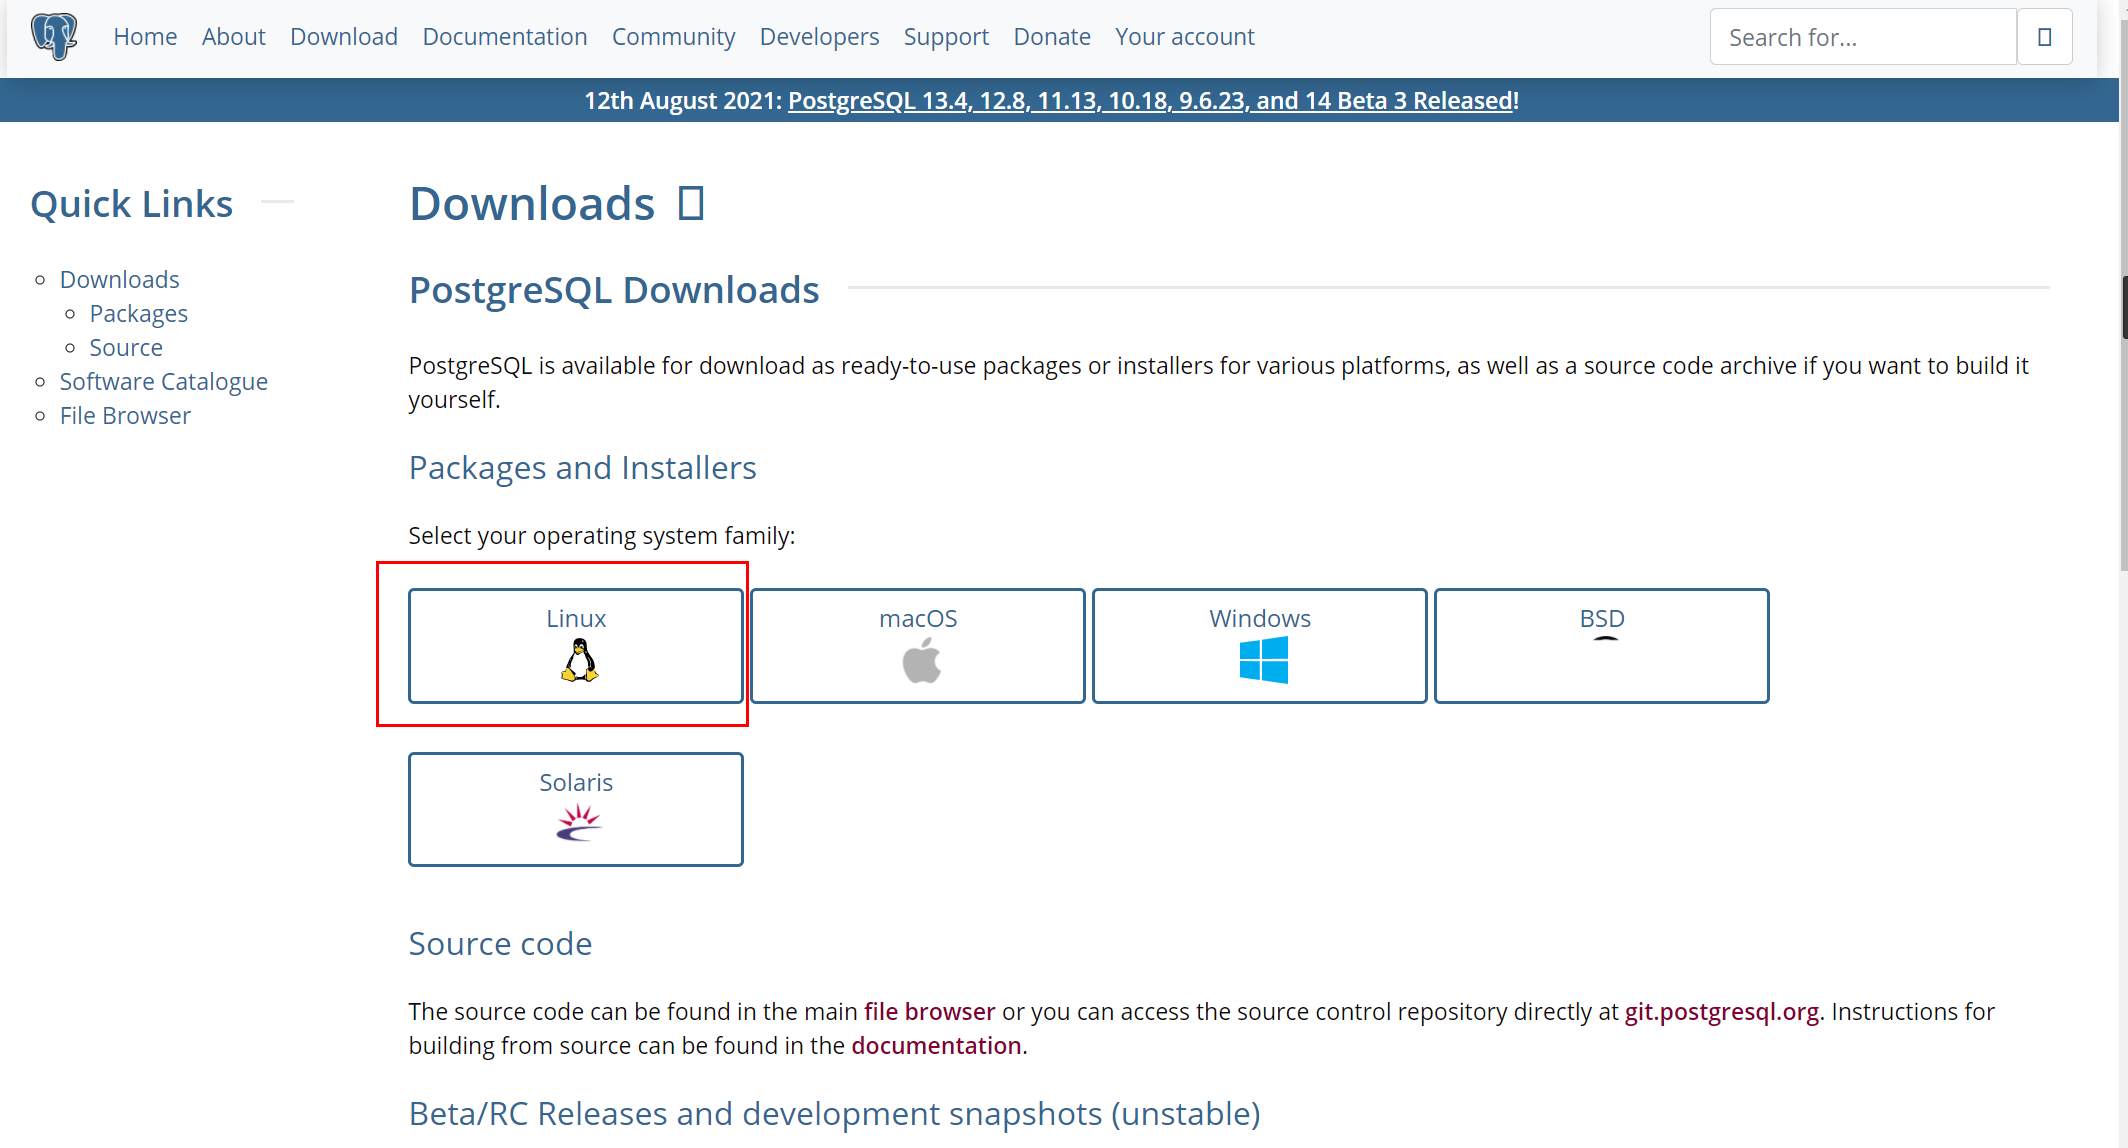 Home About Download Documentation Community Developers Support Donate Your account Search for...
12th August 2021: PostgreSQL 13.4, 12.8, 11.13, 10.18, 9.6.23, and 14 Beta 3 Released!
Quick Links
Downloads
Packages
Source
Software Catalogue
File Browser
Downloads
PostgreSQL Downloads
PostgreSQL is available for download as ready-to-use packages or installers for various platforms, as well as a source code archive if you want to build it
yourself.
Packages and Installers
Select your operating system family:
Linux macOS Windows BSD
Solaris
Source code
The source code can be found in the main file browser or you can access the source control repository directly at git.postgresql.org. Instructions for
building from source can be found in the documentation.
Beta/RC Releases and development snapshots (unstable)